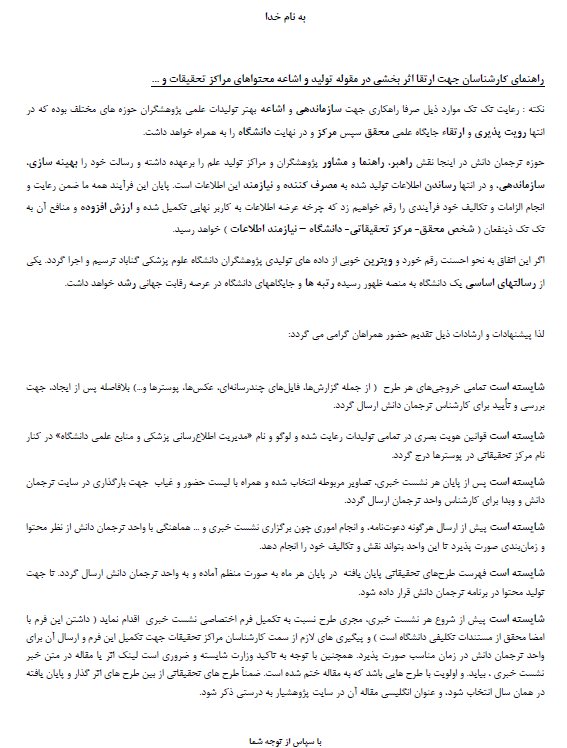 به نام خدا
راهنمای کارشناسان جهت ارتقا اثر بخشی در مقوله تولید و اشاعه محتواهای مراکز تحقیقات و ...
نکته : رعایت تک تک موارد ذیل صرفا راهکاری جهت سازماندهی و اشاعه بهتر تولیدات علمی پژوهشگران حوزه های مختلف بوده که در
انتها رویت پذیری و ارتقاء جایگاه علمی محقق سپس مرکز و در نهایت دانشگاه را به همراه خواهد داشت.
حوزه ترجمان دانش در اینجا نقش راهبر، راهنما و مشاور پژوهشگران و مراکز تولید علم را برعهده داشته و رسالت خود را بهینه سازی،
سازماندهی، و در انتها رساندن اطلاعات تولید شده به مصرف کننده و نیازمند این اطلاعات است. پایان این فرآیند همه ما ضمن رعایت و
انجام الزامات و تکالیف خود فرآیندی را رقم خواهیم زد که چرخه عرضه اطلاعات به کاربر نهایی تکمیل شده و ارزش افزوده و منافع آن به
تک تک ذینفعان ( شخص محقق- مرکز تحقیقاتی- دانشگاه – نیازمند اطلاعات ) خواهد رسید.
اگر این اتفاق به نحو احسنت رقم خورد و ویترین خوبی از داده های تولیدی پژوهشگران دانشگاه علوم پزشکی گناباد ترسیم و اجرا گردد. یکی
از رسالتهای اساسی یک دانشگاه به منصه ظهور رسیده رتبه ها و جایگاههای دانشگاه در عرصه رقابت جهانی رشد خواهد داشت.
لذا پیشنهادات و ارشادات ذیل تقدیم حضور همراهان گرامی می گردد:
شایسته است تمامی خروجی‌های هر طرح ( از جمله گزارش‌ها، فایل‌های چندرسانه‌ای، عکس‌ها، پوسترها و...) بلافاصله پس از ایجاد، جهت
بررسی و تأیید برای کارشناس ترجمان دانش ارسال گردد.
شایسته است قوانین هویت بصری در تمامی تولیدات رعایت شده و لوگو و نام «مدیریت اطلاع‌رسانی پزشکی و منابع علمی دانشگاه» در کنار
نام مرکز تحقیقاتی در پوسترها درج گردد.
شایسته است پس از پایان هر نشست خبری، تصاویر مربوطه انتخاب شده و همراه با لیست حضور و غیاب جهت بارگذاری در سایت ترجمان
دانش و وبدا برای کارشناس واحد ترجمان ارسال گردد.
شایسته است پیش از ارسال هرگونه دعوت‌نامه، و انجام اموری چون برگزاری نشست خبری و ... هماهنگی با واحد ترجمان دانش از نظر محتوا
و زمان‌بندی صورت پذیرد تا این واحد بتواند نقش و تکالیف خود را انجام دهد.
شایسته است فهرست طرح‌های تحقیقاتی پایان یافته در پایان هر ماه به صورت منظم آماده و به واحد ترجمان دانش ارسال گردد. تا جهت
تولید محتوا در برنامه ترجمان دانش قرار داده شود.
شایسته است پیش از شروع هر نشست خبری، مجری طرح نسبت به تکمیل فرم اختصاصی نشست خبری اقدام نماید ( داشتن این فرم با
امضا محقق از مستندات تکلیفی دانشگاه است ) و پیگیری های لازم از سمت کارشناسان مراکز تحقیقات جهت تکمیل این فرم و ارسال آن برای
واحد ترجمان دانش در زمان مناسب صورت پذیرد. همچنین با توجه به تاکید وزارت شایسته و ضروری است لینک اثر یا مقاله در متن خبر
نشست خبری ، بیاید. و اولویت با طرح هایی باشد که به مقاله ختم شده است. ضمناً طرح های تحقیقاتی از بین طرح های اثر گذار و پایان یافته
در همان سال انتخاب شود، و عنوان انگلیسی مقاله آن در سایت پژوهشیار به درستی ذکر شود.
با سپاس از توجه شما